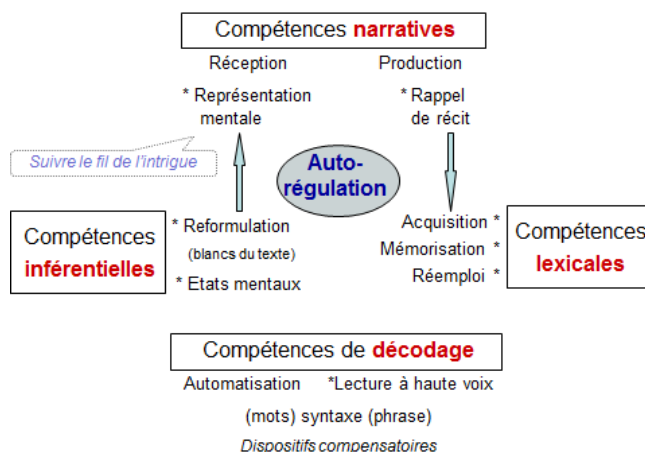 Compétences narratives
Réception
Production
* Représentation
mentale
* Rappel
de récit
Suivre le fil de l'intrigue
Auto-
régulation
Compétences
inférentielles
* Reformulation
(blancs du texte)
* Etats mentaux
Acquisition *
Mémorisation *
Réemploi *
Compétences
lexicales
Compétences de décodage
Automatisation *Lecture à haute voix
(mots) syntaxe (phrase)
Dispositifs compensatoires